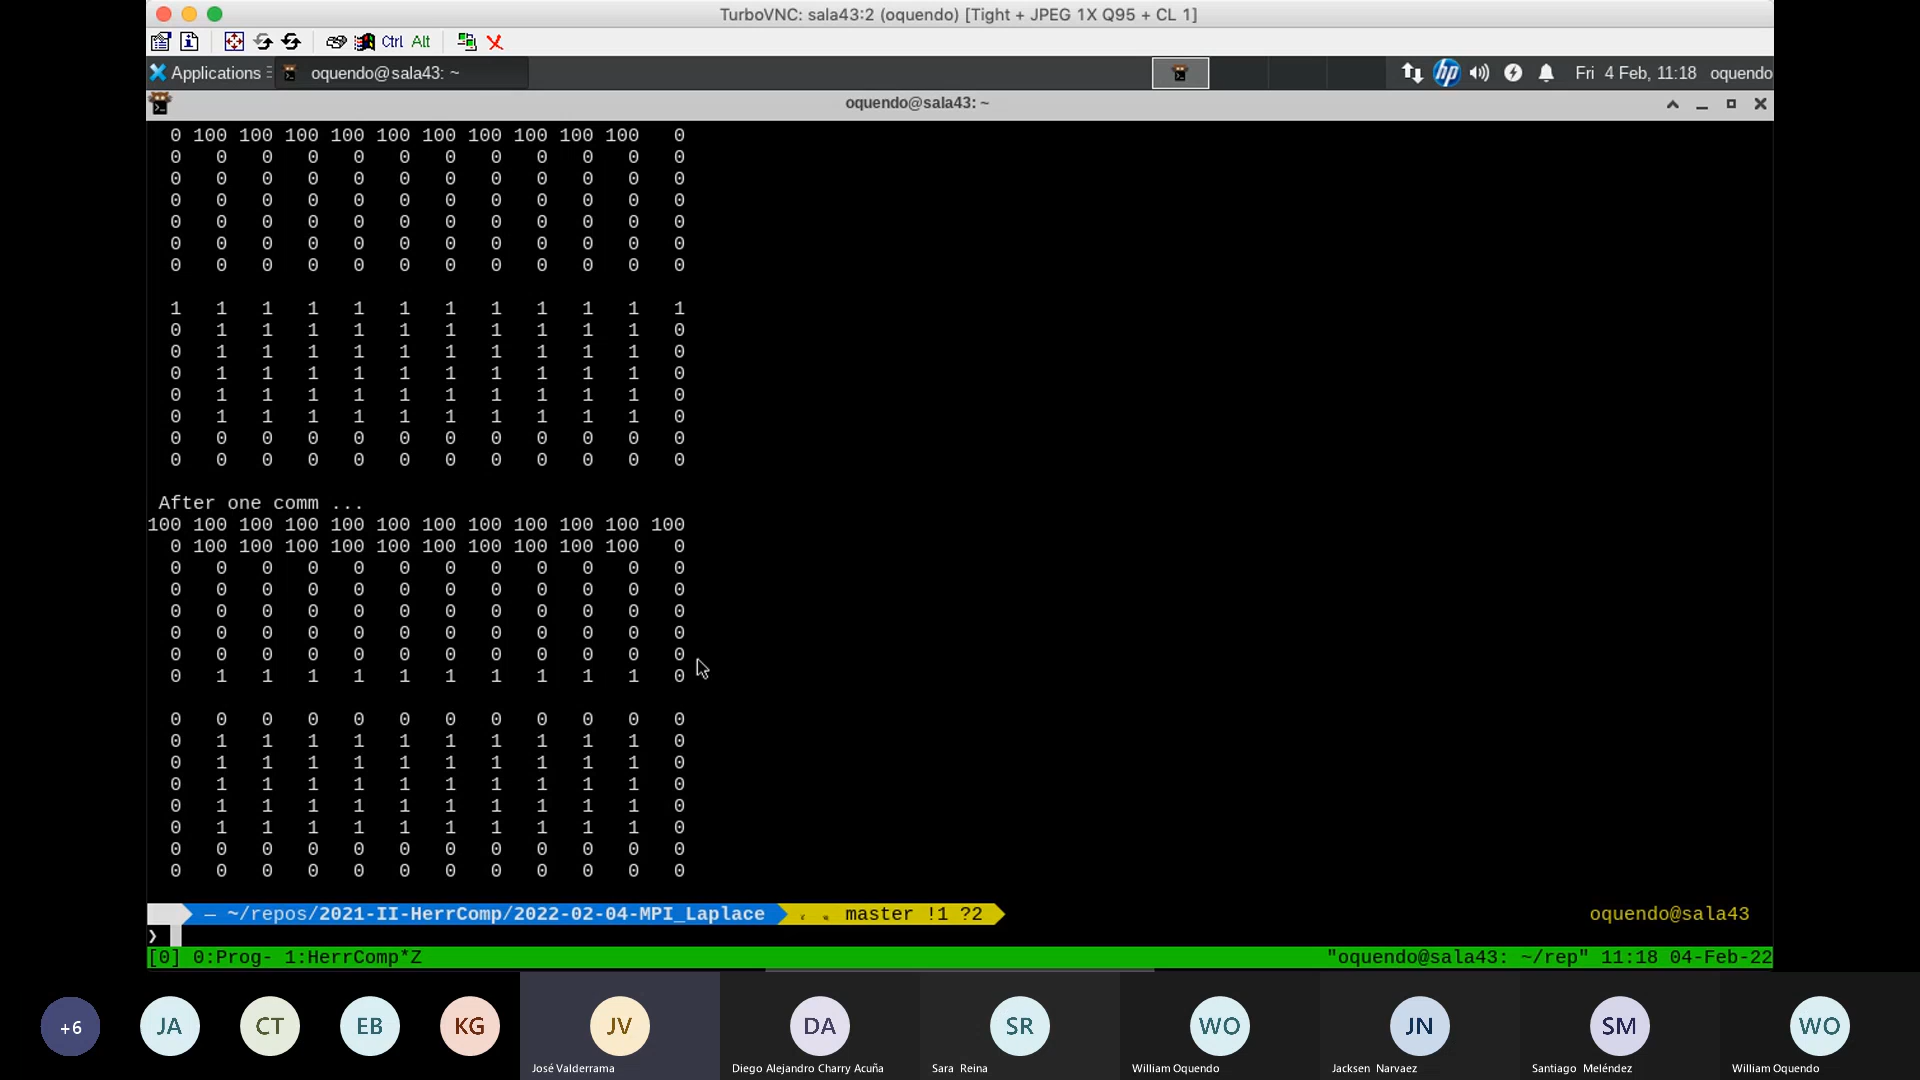 TurboVNC: sala43:2 (oquendo) [Tight + JPEG 1X Q95 + CL 1]
Ctrl Alt
Applications oquendo@sala43: ~ Fri 4 Feb, 11:18 oquendo
oquendo@sala43: ~
0 100 100 100 100 100 100 100 100 100 100 0
0 0 0 0 0 0 0 0 0 0 0 0
0 0 0 0 0 0 0 0 0 0 0 0
0 0 0 0 0 0 0 0 0 0 0 0
0 0 0 0 0 0 0 0 0 0 0 0
0 0 0 0 0 0 0 0 0 0 0 0
0 0 0 0 0 0 0 0 0 0 0 0
1 1 1 1 1 1 1 1 1 1 1 1
0 1 1 1 1 1 1 1 1 1 1 0
0 1 1 1 1 1 1 1 1 1 1 0
0 1 1 1 1 1 1 1 1 1 1 0
0 1 1 1 1 1 1 1 1 1 1 0
0 1 1 1 1 1 1 1 1 1 1 0
0 0 0 0 0 0 0 0 0 0 0 0
0 0 0 0 0 0 0 0 0 0 0 0
After one comm ...
100 100 100 100 100 100 100 100 100 100 100 100
0 100 100 100 100 100 100 100 100 100 100 0
0 0 0 0 0 0 0 0 0 0 0 0
0 0 0 0 0 0 0 0 0 0 0 0
0 0 0 0 0 0 0 0 0 0 0 0
0 0 0 0 0 0 0 0 0 0 0 0
0 0 0 0 0 0 0 0 0 0 0 0
0 1 1 1 1 1 1 1 1 1 1 0
0 0 0 0 0 0 0 0 0 0 0 0
0 1 1 1 1 1 1 1 1 1 1 0
0 1 1 1 1 1 1 1 1 1 1 0
0 1 1 1 1 1 1 1 1 1 1 0
0 1 1 1 1 1 1 1 1 1 1 0
0 1 1 1 1 1 1 1 1 1 1 0
0 0 0 0 0 0 0 0 0 0 0 0
0 0 0 0 0 0 0 0 0 0 0 0
— ~/repos/2021-II-HerrComp/2022-02-04-MPI_Laplace master !1 ?2 oquendo@sala43
❯
[0] 0:Prog- 1:HerrComp*Z "oquendo@sala43: ~/rep" 11:18 04-Feb-22
+6 JA CT EB KG JV DA SR WO JN SM WO
José Valderrama Diego Alejandro Charry Acuña Sara Reina William Oquendo Jacksen Narvaez Santiago Meléndez William Oquendo